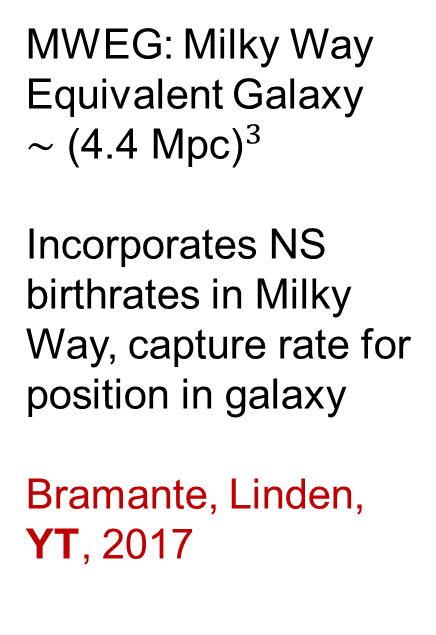 MWEG: Milky Way
Equivalent Galaxy
~ (4.4 Mpc)³
Incorporates NS
birthrates in Milky
Way, capture rate for
position in galaxy
Bramante, Linden,
YT, 2017